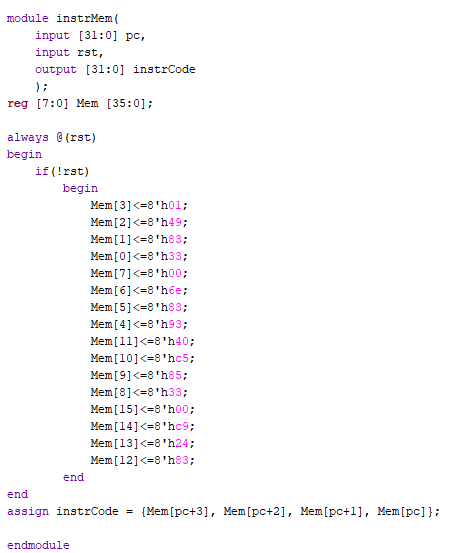 module instrMem(
    input [31:0] pc,
    input rst,
    output [31:0] instrCode
    );
reg [7:0] Mem [35:0];

always @(rst)
begin
    if(!rst)
        begin
            Mem[3]<=8'h01;
            Mem[2]<=8'h49;
            Mem[1]<=8'h83;
            Mem[0]<=8'h33;
            Mem[7]<=8'h00;
            Mem[6]<=8'h6e;
            Mem[5]<=8'h83;
            Mem[4]<=8'h93;
            Mem[11]<=8'h40;
            Mem[10]<=8'hc5;
            Mem[9]<=8'h85;
            Mem[8]<=8'h33;
            Mem[15]<=8'h00;
            Mem[14]<=8'hc9;
            Mem[13]<=8'h24;
            Mem[12]<=8'h83;
        end
end
assign instrCode = {Mem[pc+3], Mem[pc+2], Mem[pc+1], Mem[pc]};

endmodule